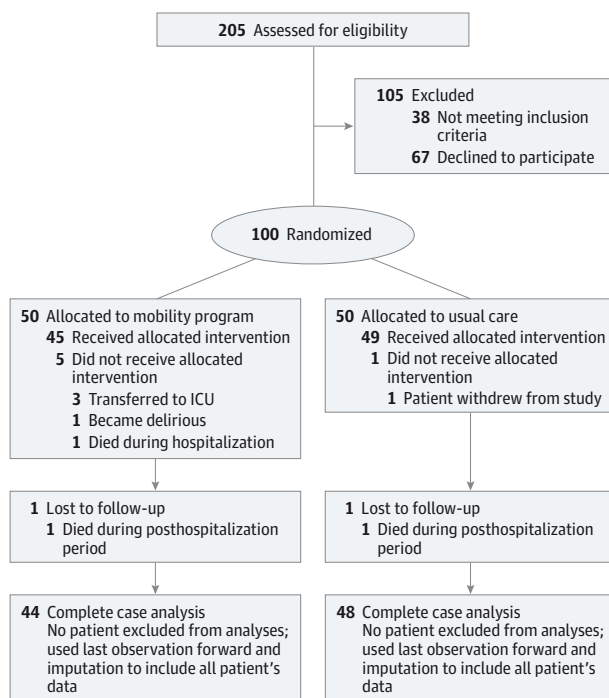 205 Assessed for eligibility
105 Excluded
38 Not meeting inclusion
criteria
67 Declined to participate
100 Randomized
50 Allocated to mobility program
45 Received allocated intervention
5 Did not receive allocated
intervention
3 Transferred to ICU
1 Became delirious
1 Died during hospitalization
50 Allocated to usual care
49 Received allocated intervention
1 Did not receive allocated
intervention
1 Patient withdrew from study
1 Lost to follow-up
1 Died during posthospitalization
period
1 Lost to follow-up
1 Died during posthospitalization
period
44 Complete case analysis
No patient excluded from analyses;
used last observation forward and
imputation to include all patient's
data
48 Complete case analysis
No patient excluded from analyses;
used last observation forward and
imputation to include all patient's
data